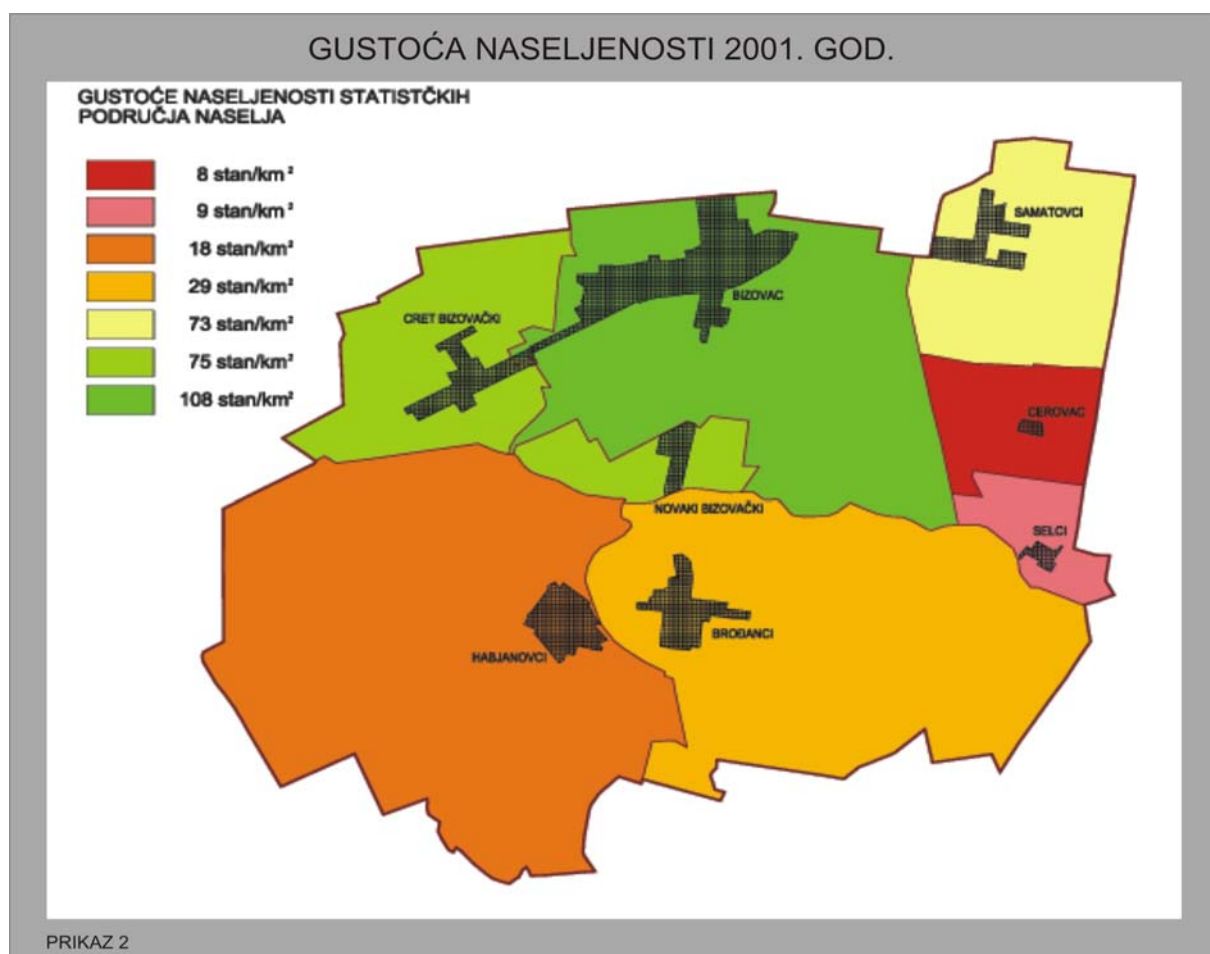 GUSTOĆA NASELJENOSTI 2001. GOD.
GUSTOĆE NASELJENOSTI STATISTČKIH
PODRUČJA NASELJA
8 stan/km²
9 stan/km²
18 stan/km²
29 stan/km²
73 stan/km²
75 stan/km²
108 stan/km²
SAMATOVCI
BIZOVAC
CRET BIZOVAČKI
CEROVAC
NOVAKI BIZOVAČKI
SELCI
BROĐANCI
HABJANOVCI
PRIKAZ 2